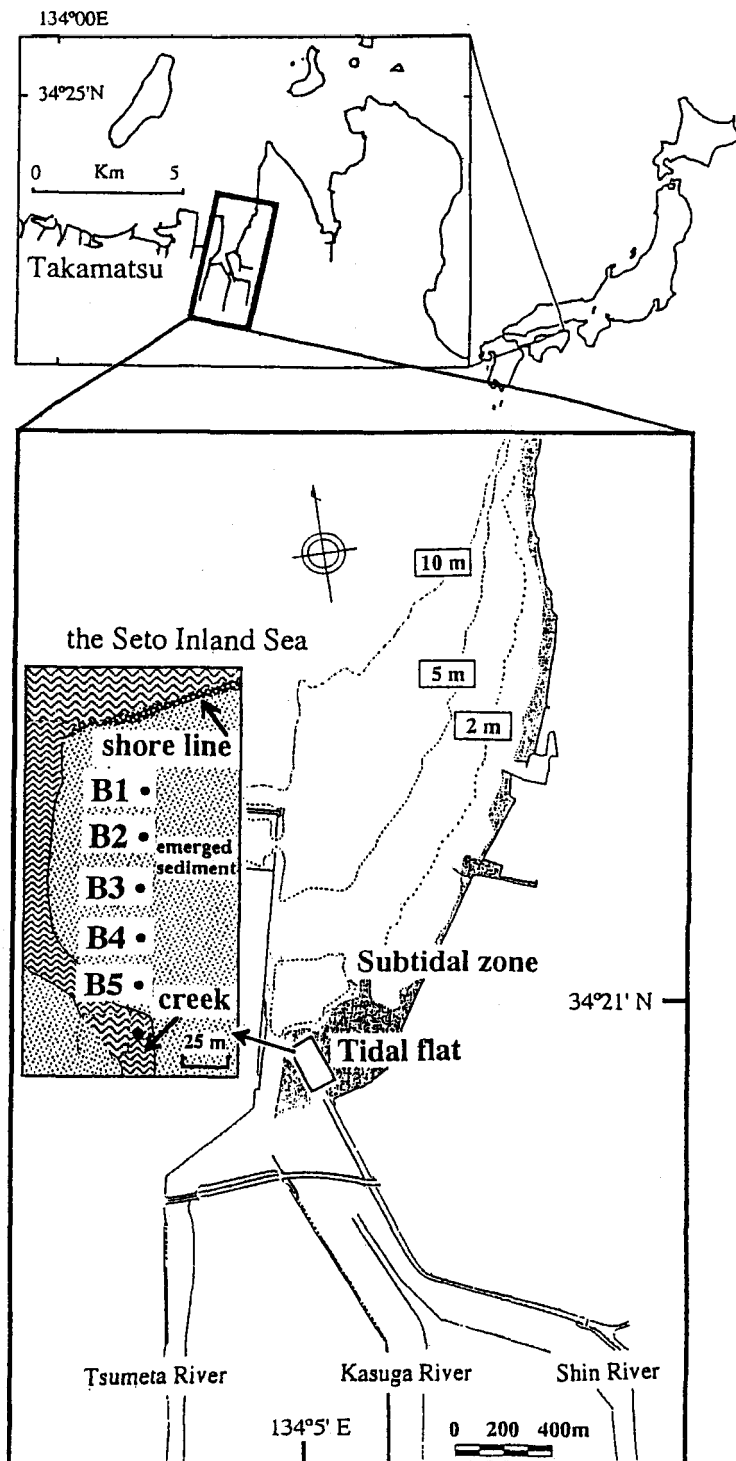 134°00E
34°25'N
0 Km 5
Takamatsu
10 m
the Seto Inland Sea
5 m
shore line
2 m
B1
B2
emerged
sediment
B3
B4
Subtidal zone
B5
creek
34°21' N
25 m
Tidal flat
Tsumeta River
Kasuga River
Shin River
134°5' E
0 200 400m